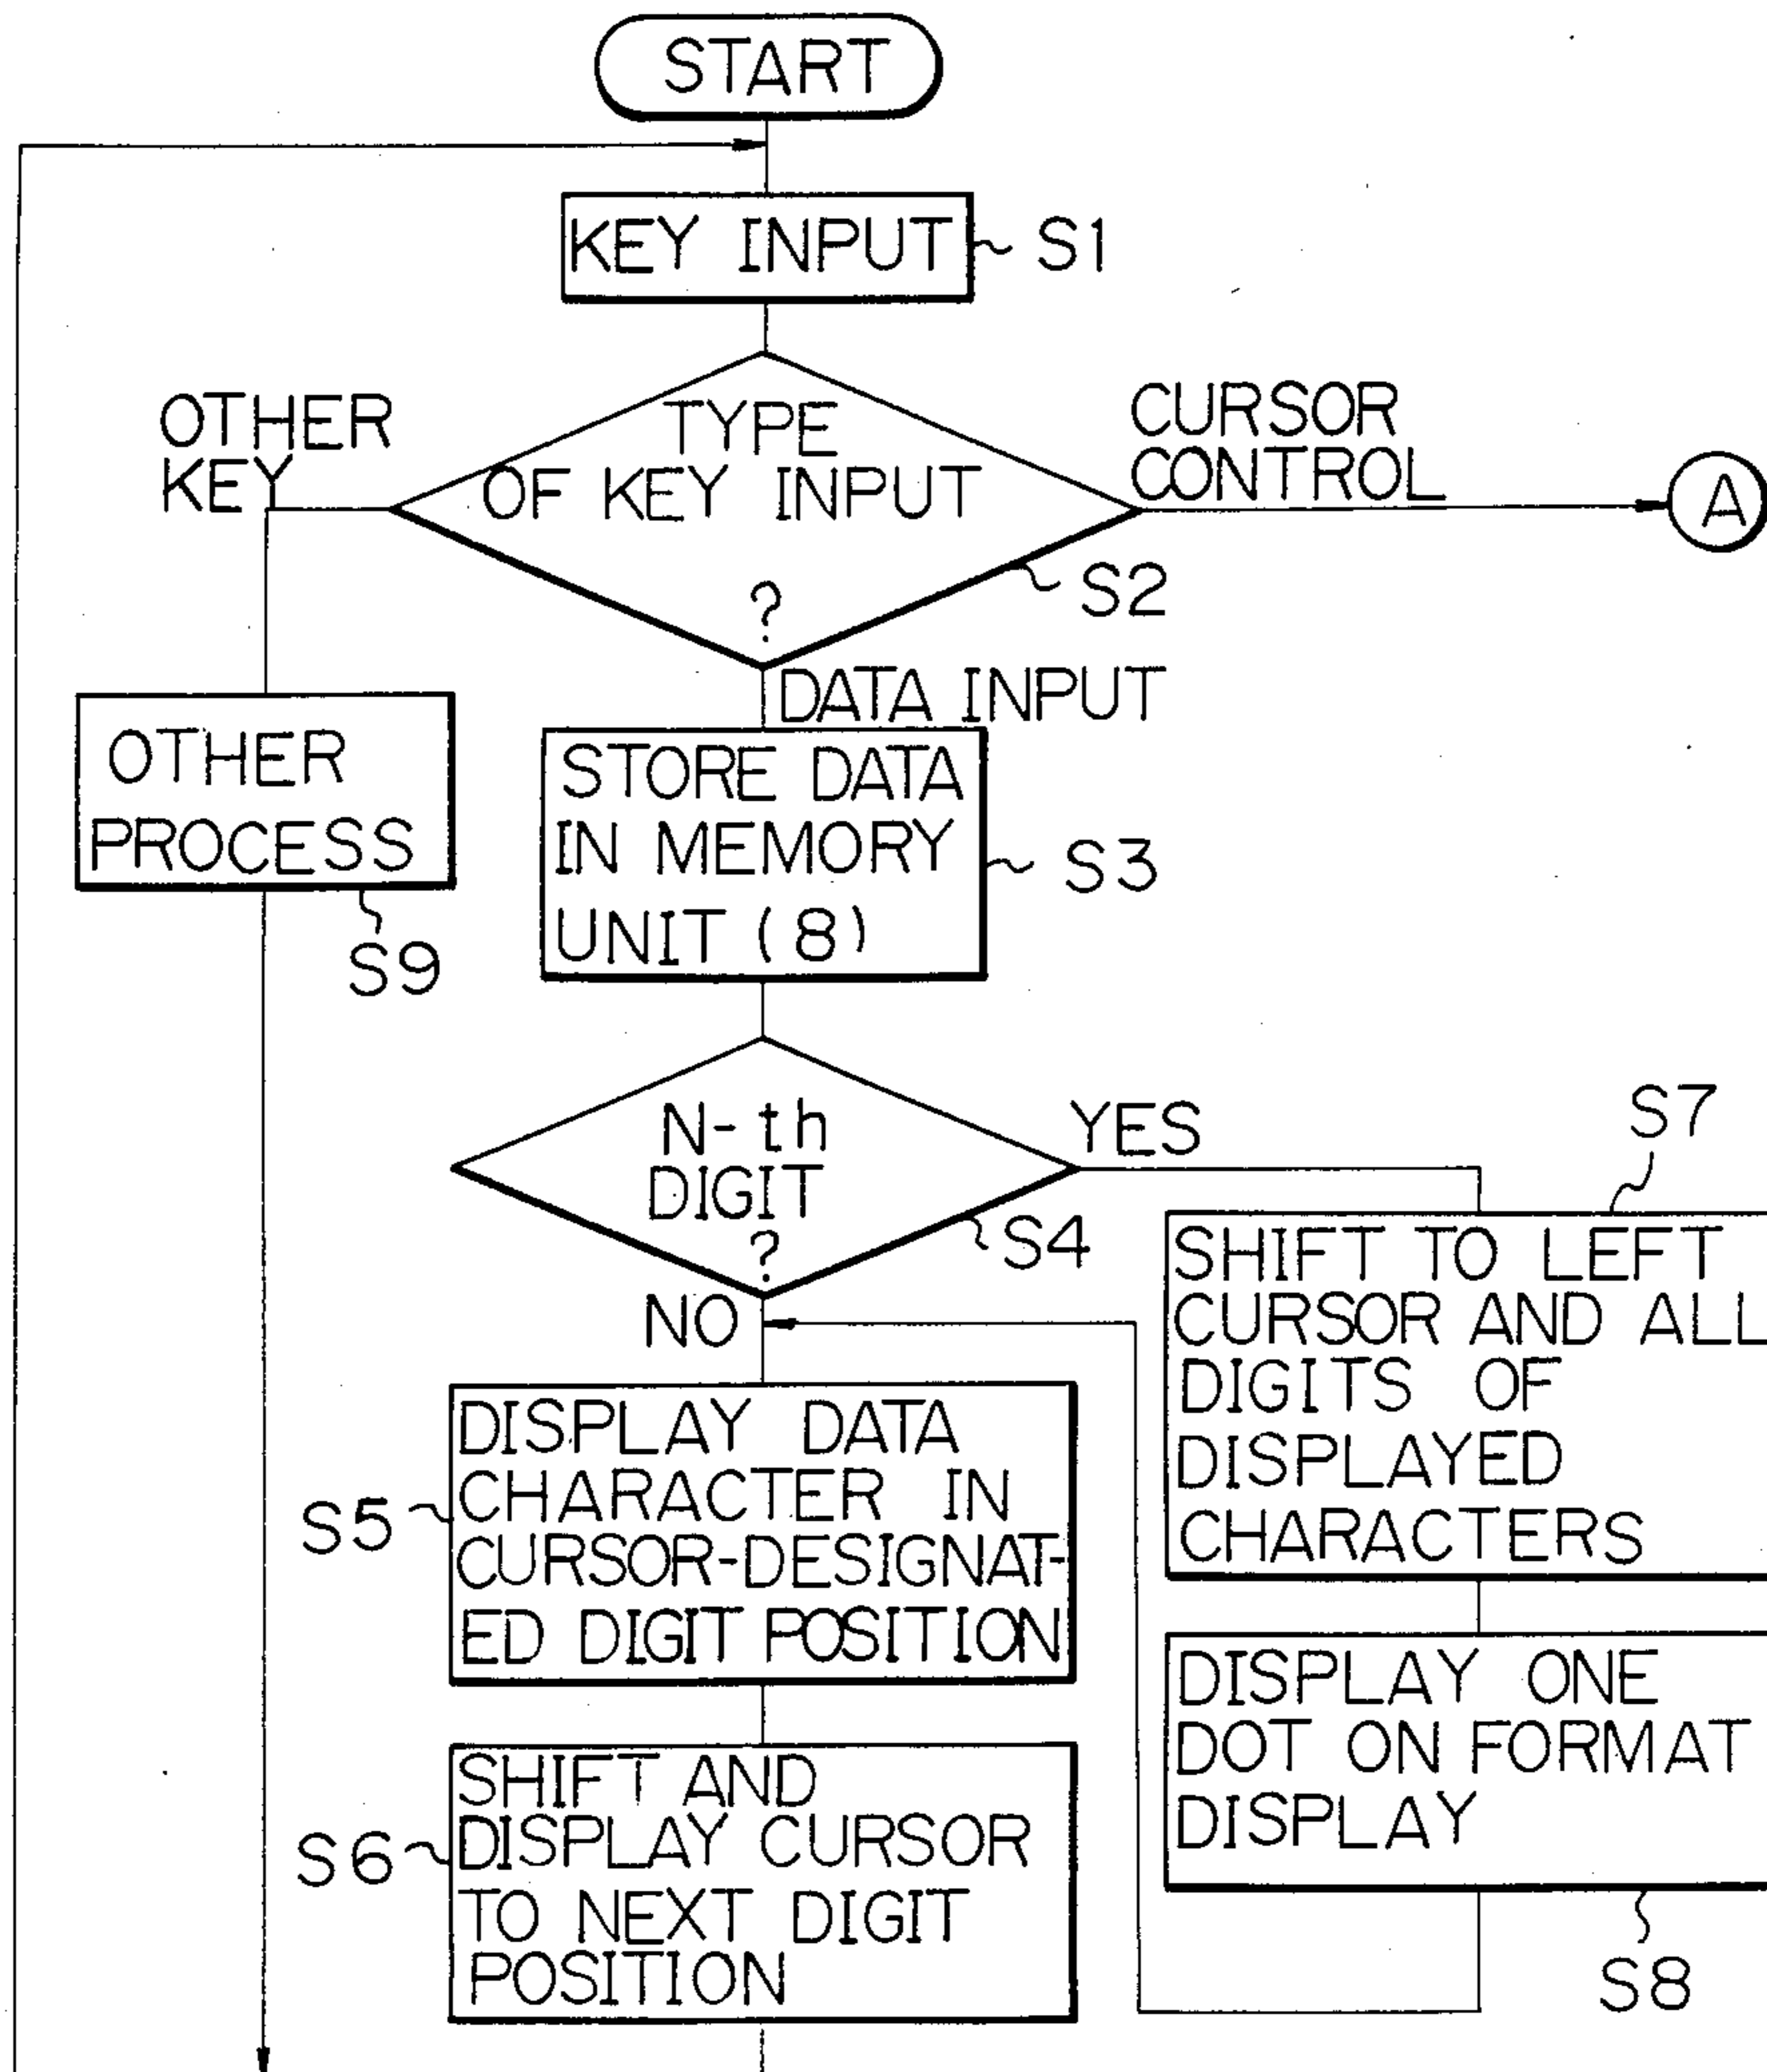 START
KEY INPUT
S1
OTHER
KEY
TYPE
OF KEY INPUT
?
CURSOR
CONTROL
A
S2
DATA INPUT
OTHER
PROCESS
S9
STORE DATA
IN MEMORY
UNIT (8)
S3
N-th
DIGIT
?
YES
S4
NO
S7
SHIFT TO LEFT
CURSOR AND ALL
DIGITS OF
DISPLAYED
CHARACTERS
DISPLAY DATA
CHARACTER IN
CURSOR-DESIGNAT-
ED DIGIT POSITION
S5
DISPLAY ONE
DOT ON FORMAT
DISPLAY
S8
SHIFT AND
DISPLAY CURSOR
TO NEXT DIGIT
POSITION
S6